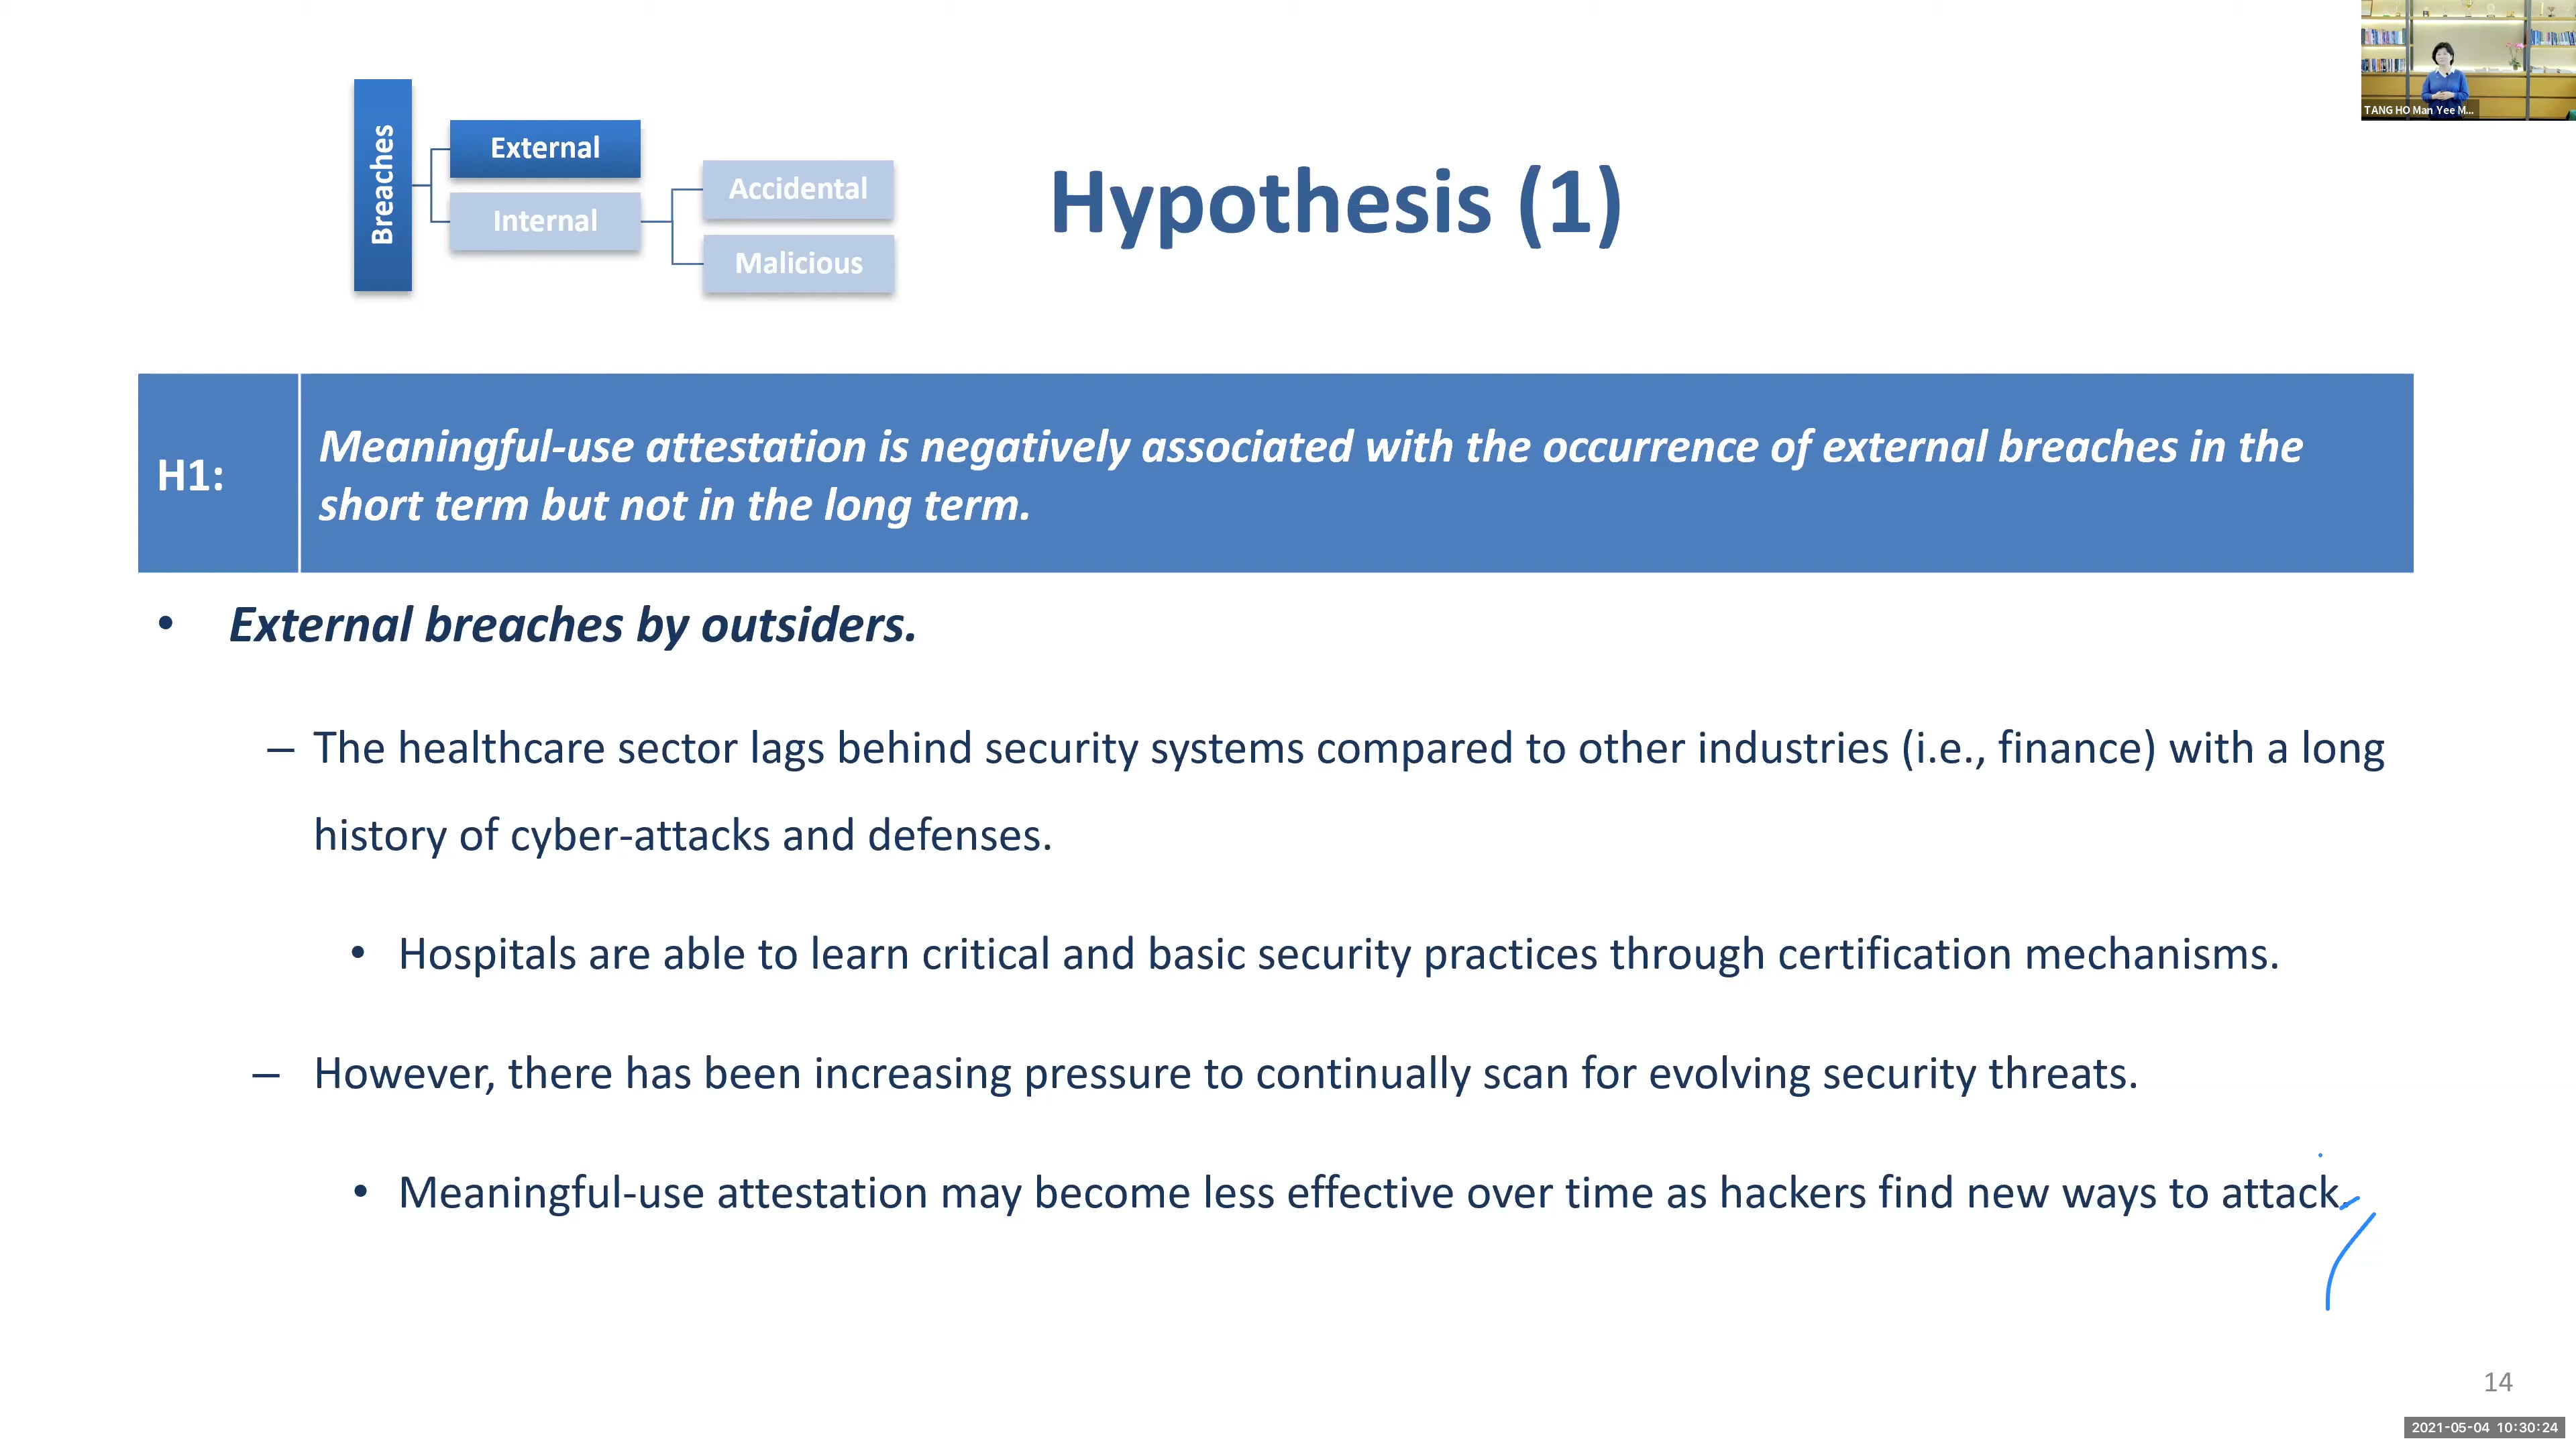 TANG HO Man Yee M...
Breaches
External
Internal
Accidental
Malicious
Hypothesis (1)
H1:
Meaningful-use attestation is negatively associated with the occurrence of external breaches in the
short term but not in the long term.
• External breaches by outsiders.
– The healthcare sector lags behind security systems compared to other industries (i.e., finance) with a long
history of cyber-attacks and defenses.
• Hospitals are able to learn critical and basic security practices through certification mechanisms.
– However, there has been increasing pressure to continually scan for evolving security threats.
• Meaningful-use attestation may become less effective over time as hackers find new ways to attack.
14
2021-05-04 10:30:24